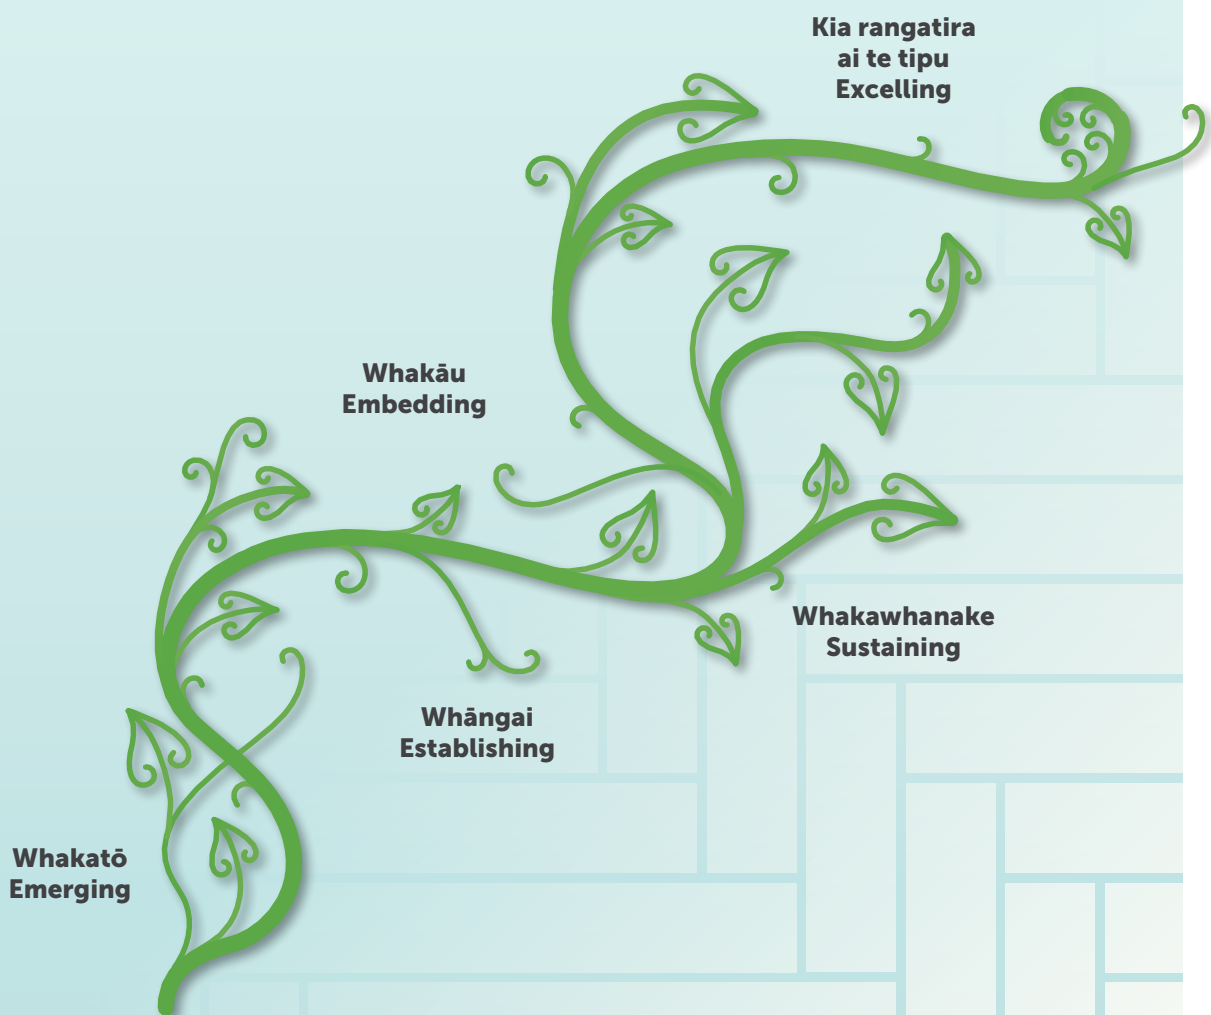 Kia rangatira
ai te tipu
Excelling
Whakāu
Embedding
Whakawhanake
Sustaining
Whāngai
Establishing
Whakatō
Emerging